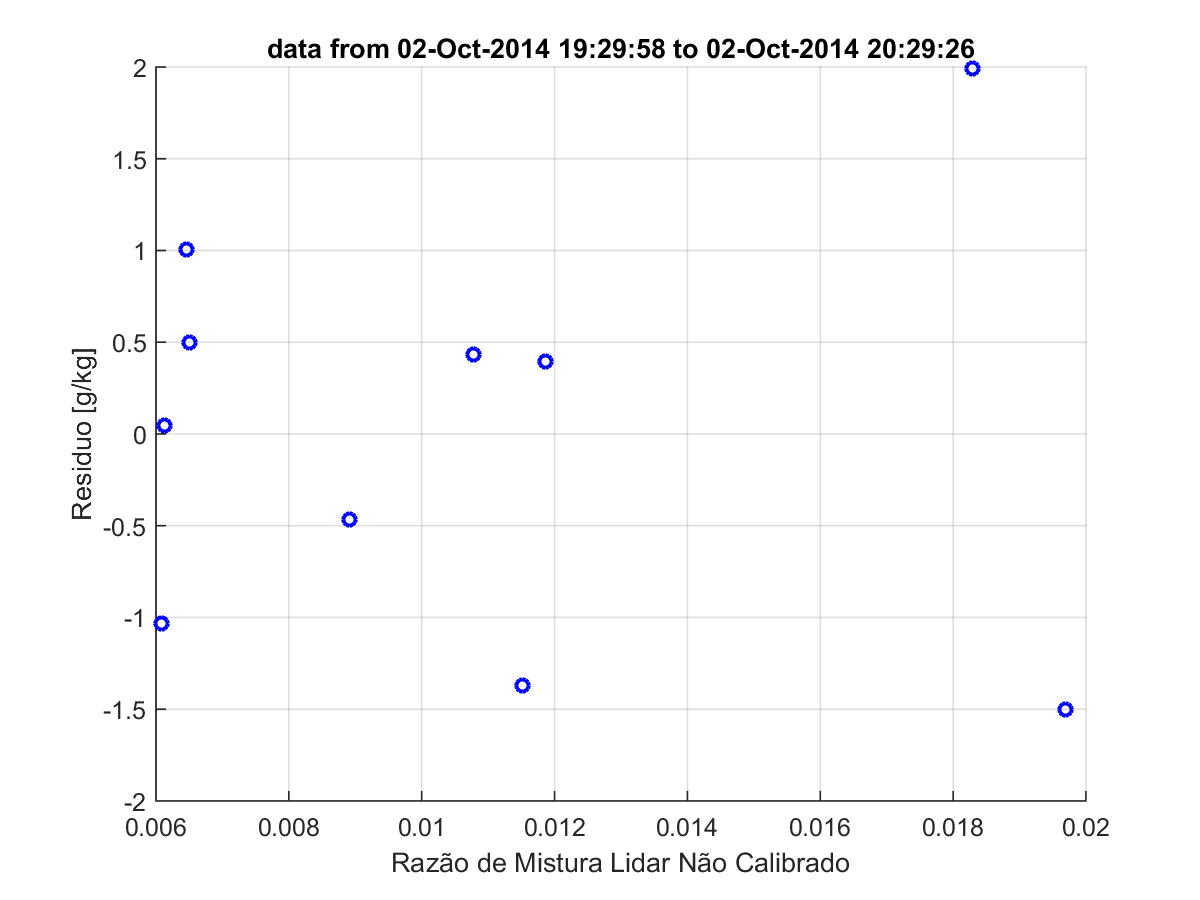 data from 02-Oct-2014 19:29:58 to 02-Oct-2014 20:29:26
2
1.5
1
0.5
0
-0.5
-1
-1.5
-2
Residuo [g/kg]
0.006 0.008 0.01 0.012 0.014 0.016 0.018 0.02
Razão de Mistura Lidar Não Calibrado